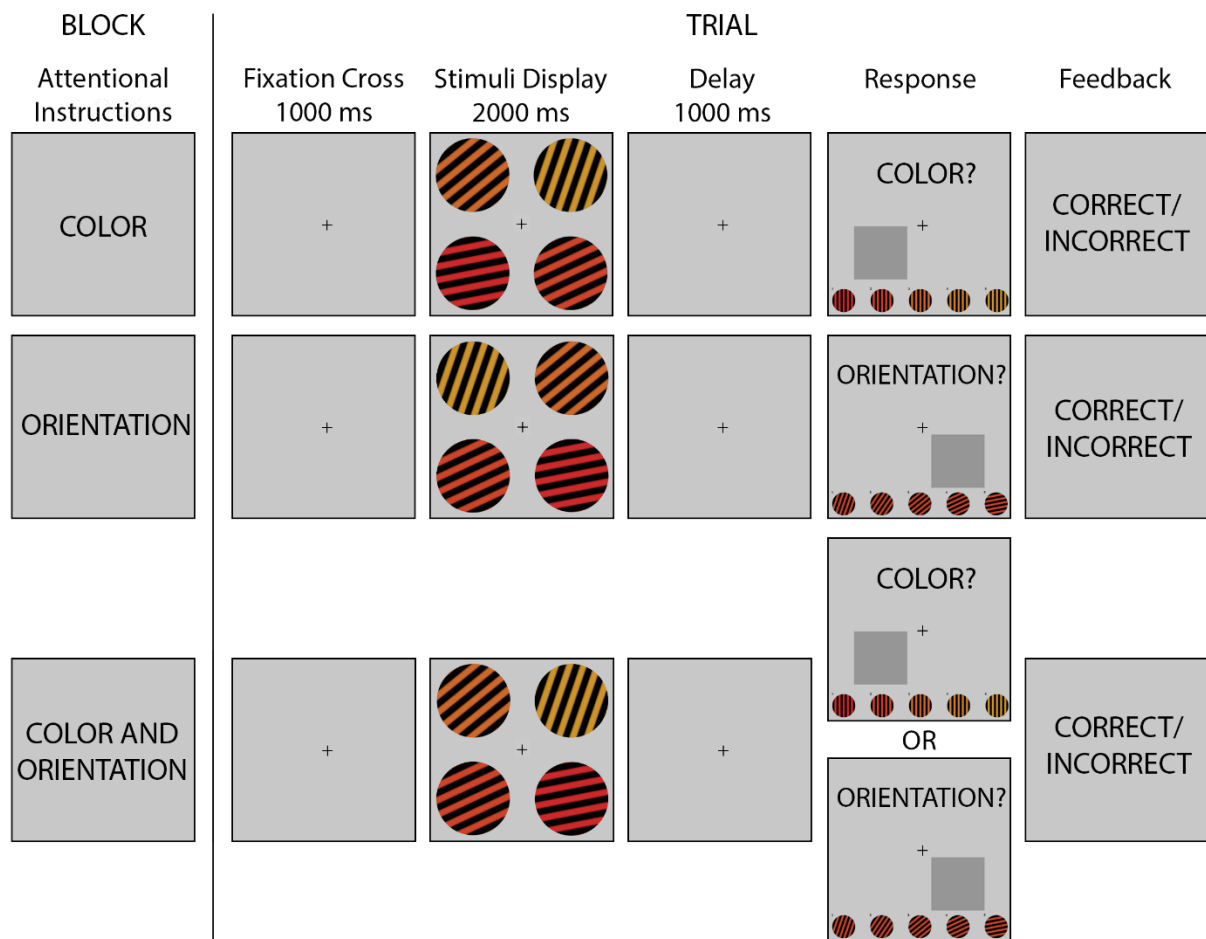 BLOCK
TRIAL
Attentional
Instructions
Fixation Cross
1000 ms
Stimuli Display
2000 ms
Delay
1000 ms
Response
Feedback
COLOR
COLOR?
CORRECT/
INCORRECT
ORIENTATION
ORIENTATION?
CORRECT/
INCORRECT
COLOR AND
ORIENTATION
COLOR?
OR
ORIENTATION?
CORRECT/
INCORRECT